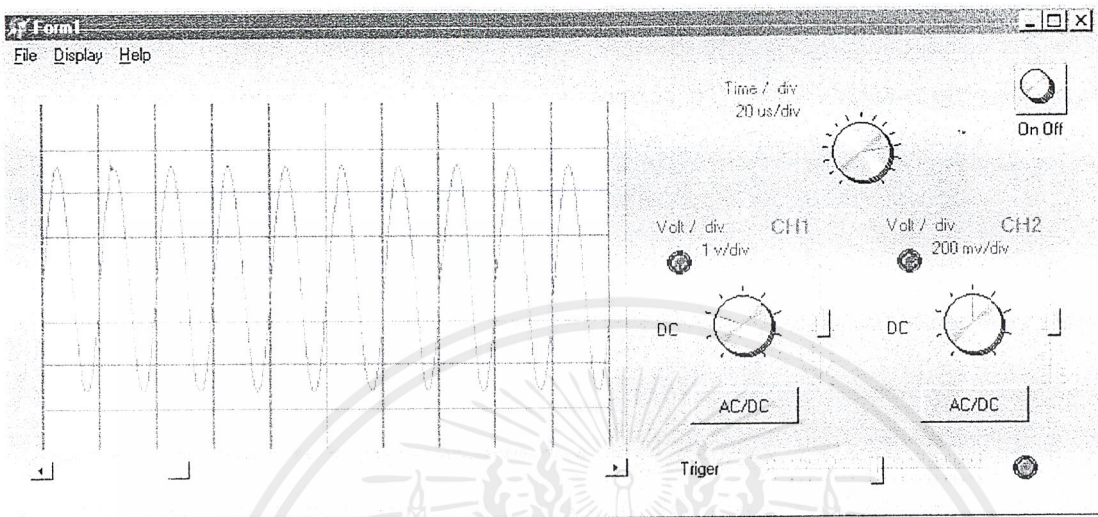 Form1
File Display Help
Time / div
20 us/div
On Off
Volt / div CH1
1 v/div
Volt / div CH2
200 mv/div
DC
DC
AC/DC
AC/DC
Triger